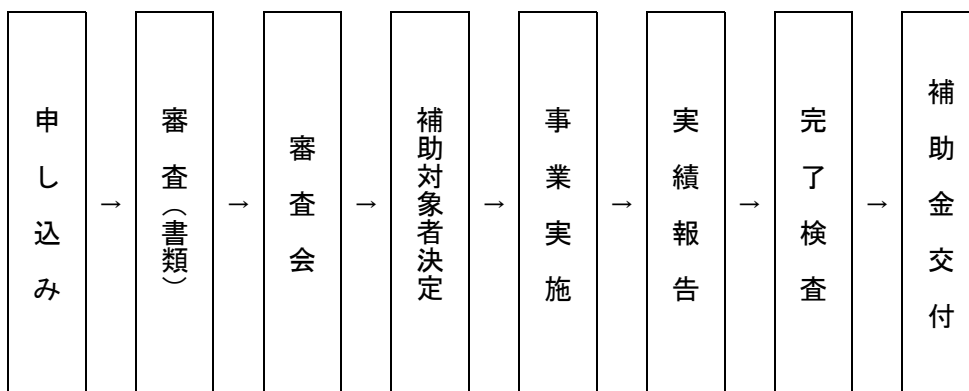 申し込み
→
審査（書類）
→
審査会
→
補助対象者決定
→
事業実施
→
実績報告
→
完了検査
→
補助金交付